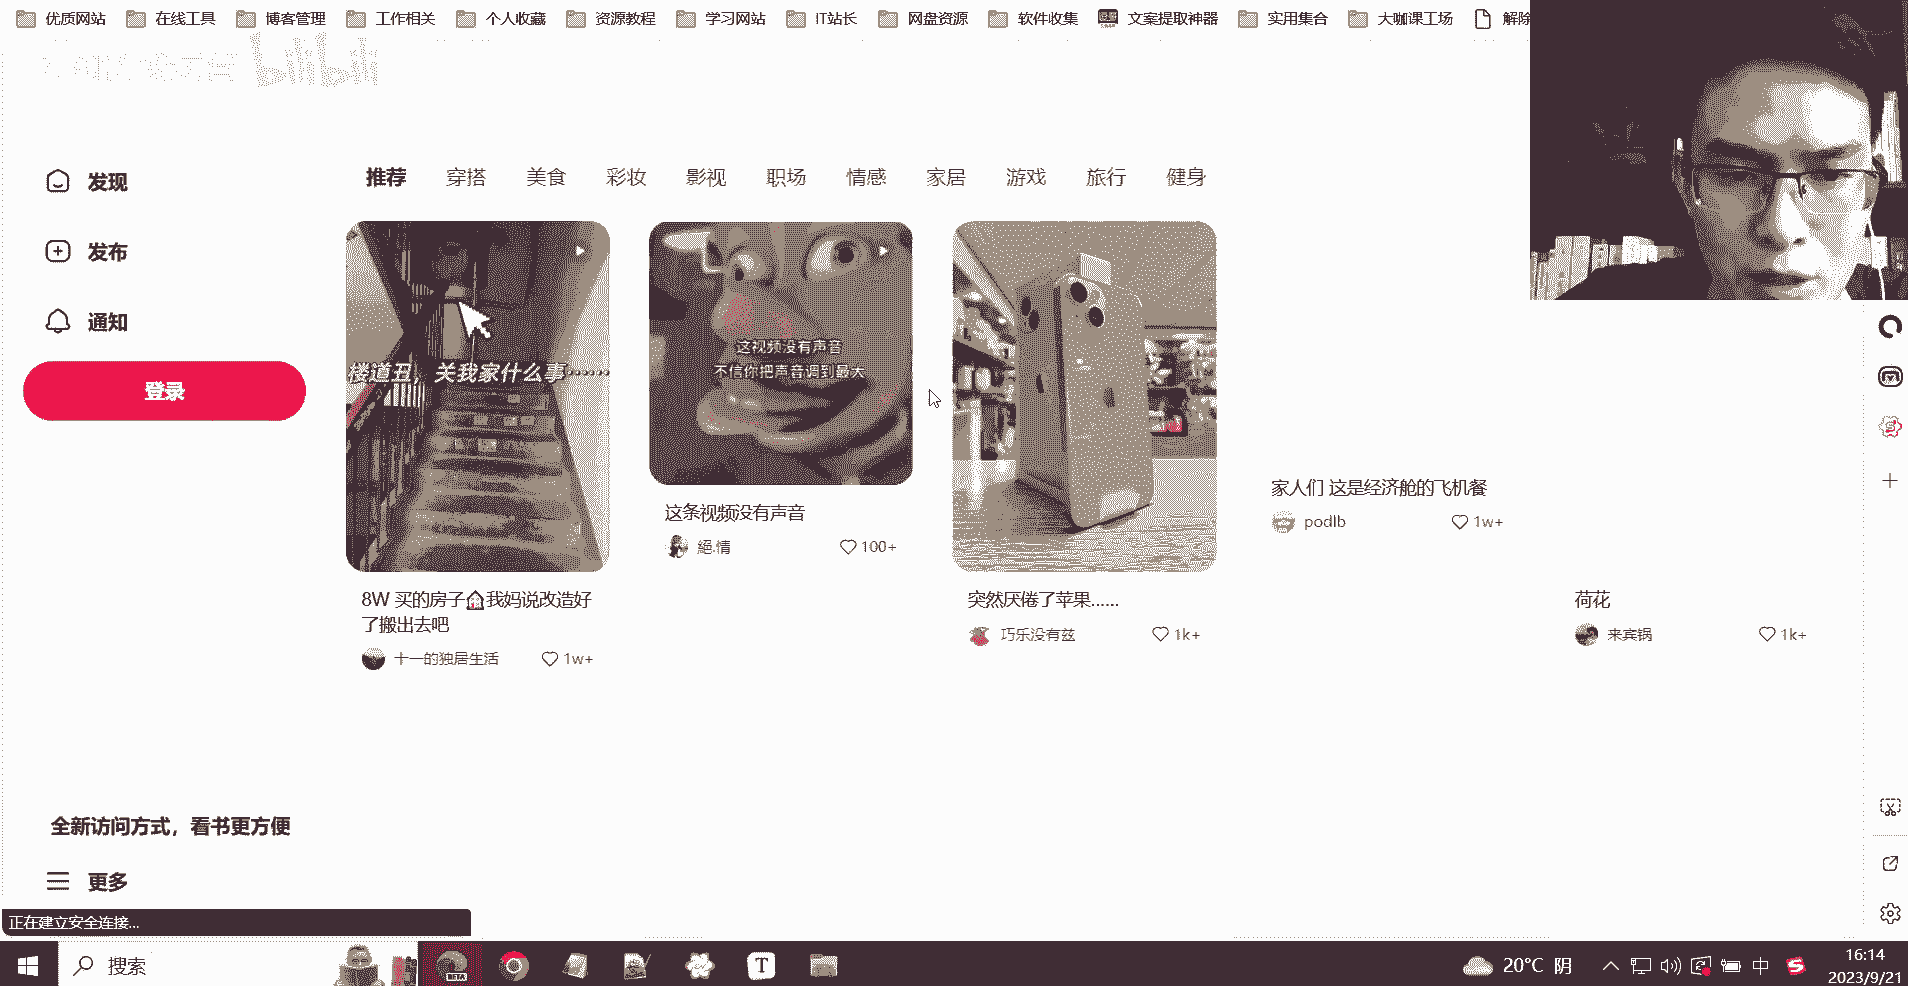 优质网站 在线工具 博客管理 工作相关 个人收藏 资源教程 学习网站 IT站长 网盘资源 软件收集 文案提取神器 实用集合 大咖课工场 解除
bilibili
发现
发布
通知
登录
推荐 穿搭 美食 彩妆 影视 职场 情感 家居 游戏 旅行 健身
楼道丑，关我家什么事……
8W 买的房子🏠我妈说改造好
了搬出去吧
十一的独居生活 1w+
这视频没有声音
不信你把声音调到最大
这条视频没有声音
絕.情 100+
突然厌倦了苹果......
巧乐没有兹 1k+
家人们 这是经济舱的飞机餐
podlb 1w+
荷花
来宾锅 1k+
全新访问方式，看书更方便
更多
正在建立安全连接...
搜索
BETA
T
20°C 阴
中
S
16:14
2023/9/21